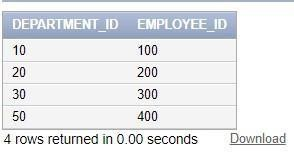 DEPARTMENT_ID EMPLOYEE_ID
10 100
20 200
30 300
50 400
4 rows returned in 0.00 seconds Download